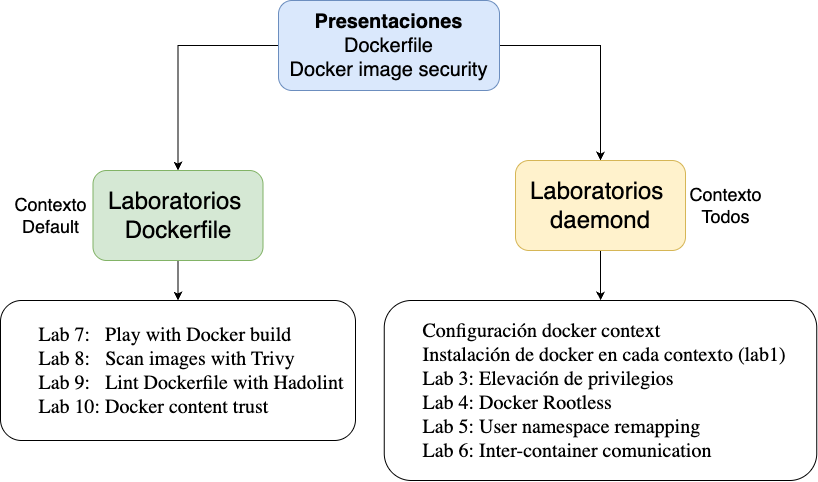 Presentaciones
Dockerfile
Docker image security
Contexto
Default
Laboratorios
Dockerfile
Laboratorios
daemond
Contexto
Todos
Lab 7: Play with Docker build
Lab 8: Scan images with Trivy
Lab 9: Lint Dockerfile with Hadolint
Lab 10: Docker content trust
Configuración docker context
Instalación de docker en cada contexto (lab1)
Lab 3: Elevación de privilegios
Lab 4: Docker Rootless
Lab 5: User namespace remapping
Lab 6: Inter-container comunication